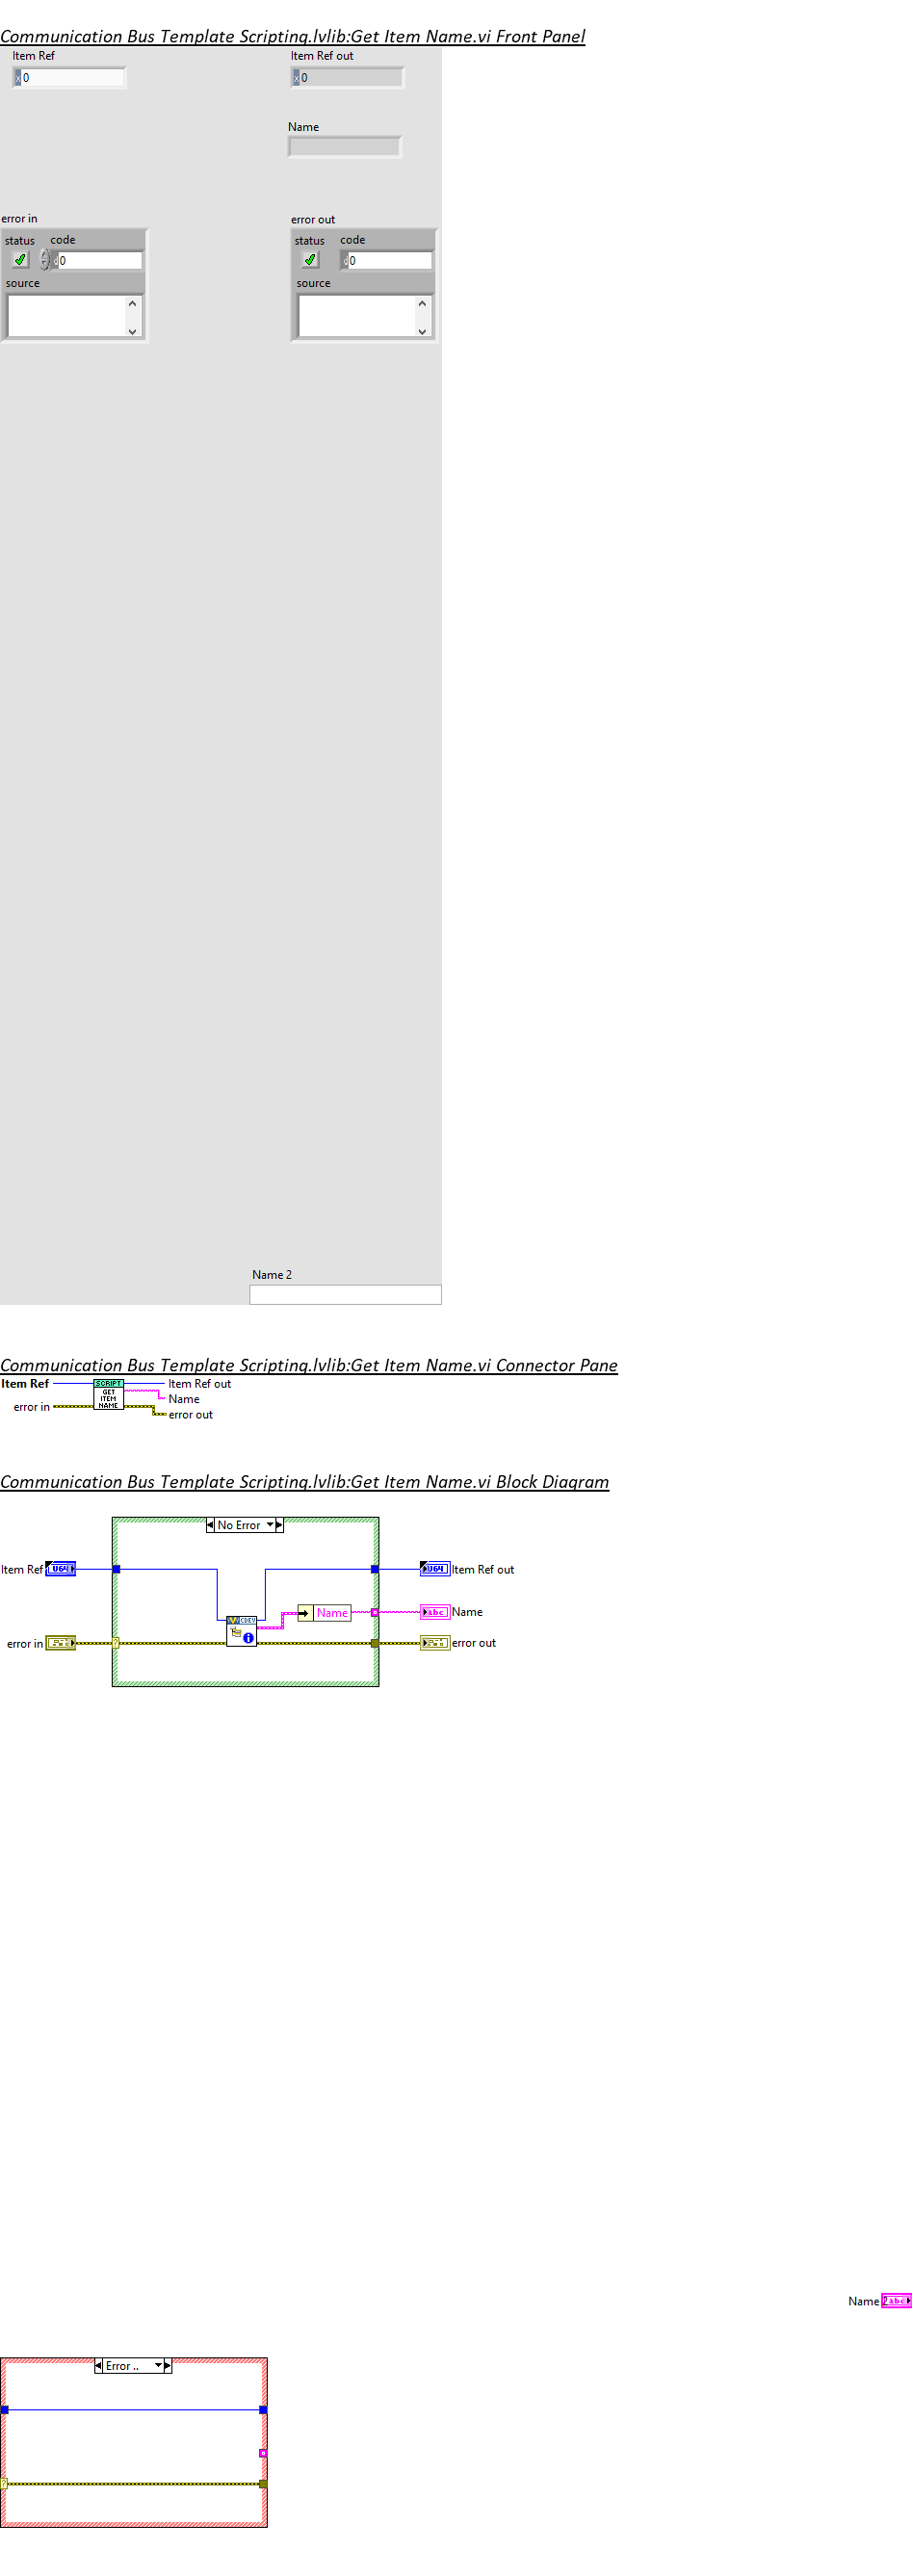 Communication Bus Template Scripting.lvlib:Get Item Name.vi Front Panel
Item Ref
Item Ref out
x 0
x 0
Name
error in
error out
status code
status code
d 0
d 0
source
source
Name 2
Communication Bus Template Scripting.lvlib:Get Item Name.vi Connector Pane
Item Ref
SCRIPT
GET
ITEM
NAME
Item Ref out
Name
error in
error out
Communication Bus Template Scripting.lvlib:Get Item Name.vi Block Diagram
No Error
Item Ref
U64
U64
Item Ref out
CDEV
Name
abc
Name
error in
?
error out
Name 2
abc
Error ..
?